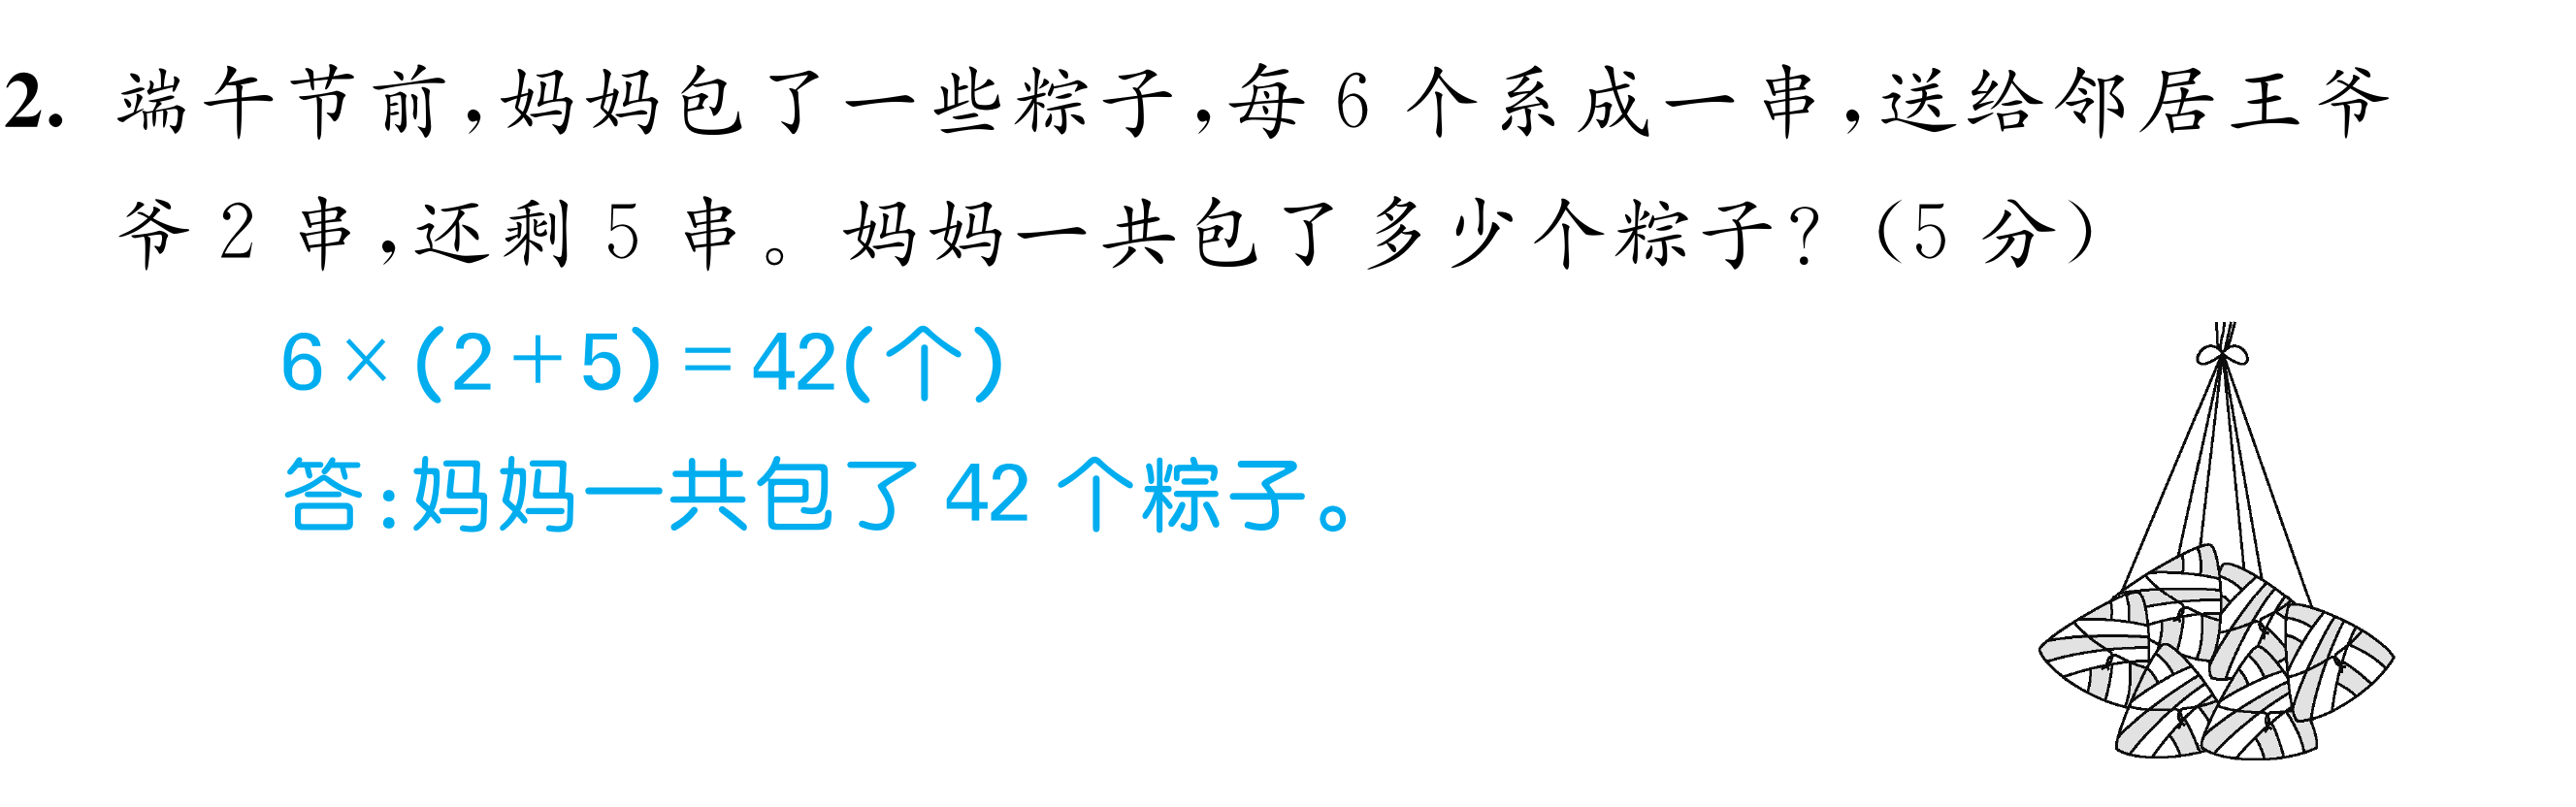 2. 端午节前,妈妈包了一些粽子,每 6 个系成一串,送给邻居王爷
爷 2 串,还剩 5 串。妈妈一共包了多少个粽子?(5 分)
6×(2+5)=42(个)
答:妈妈一共包了 42 个粽子。